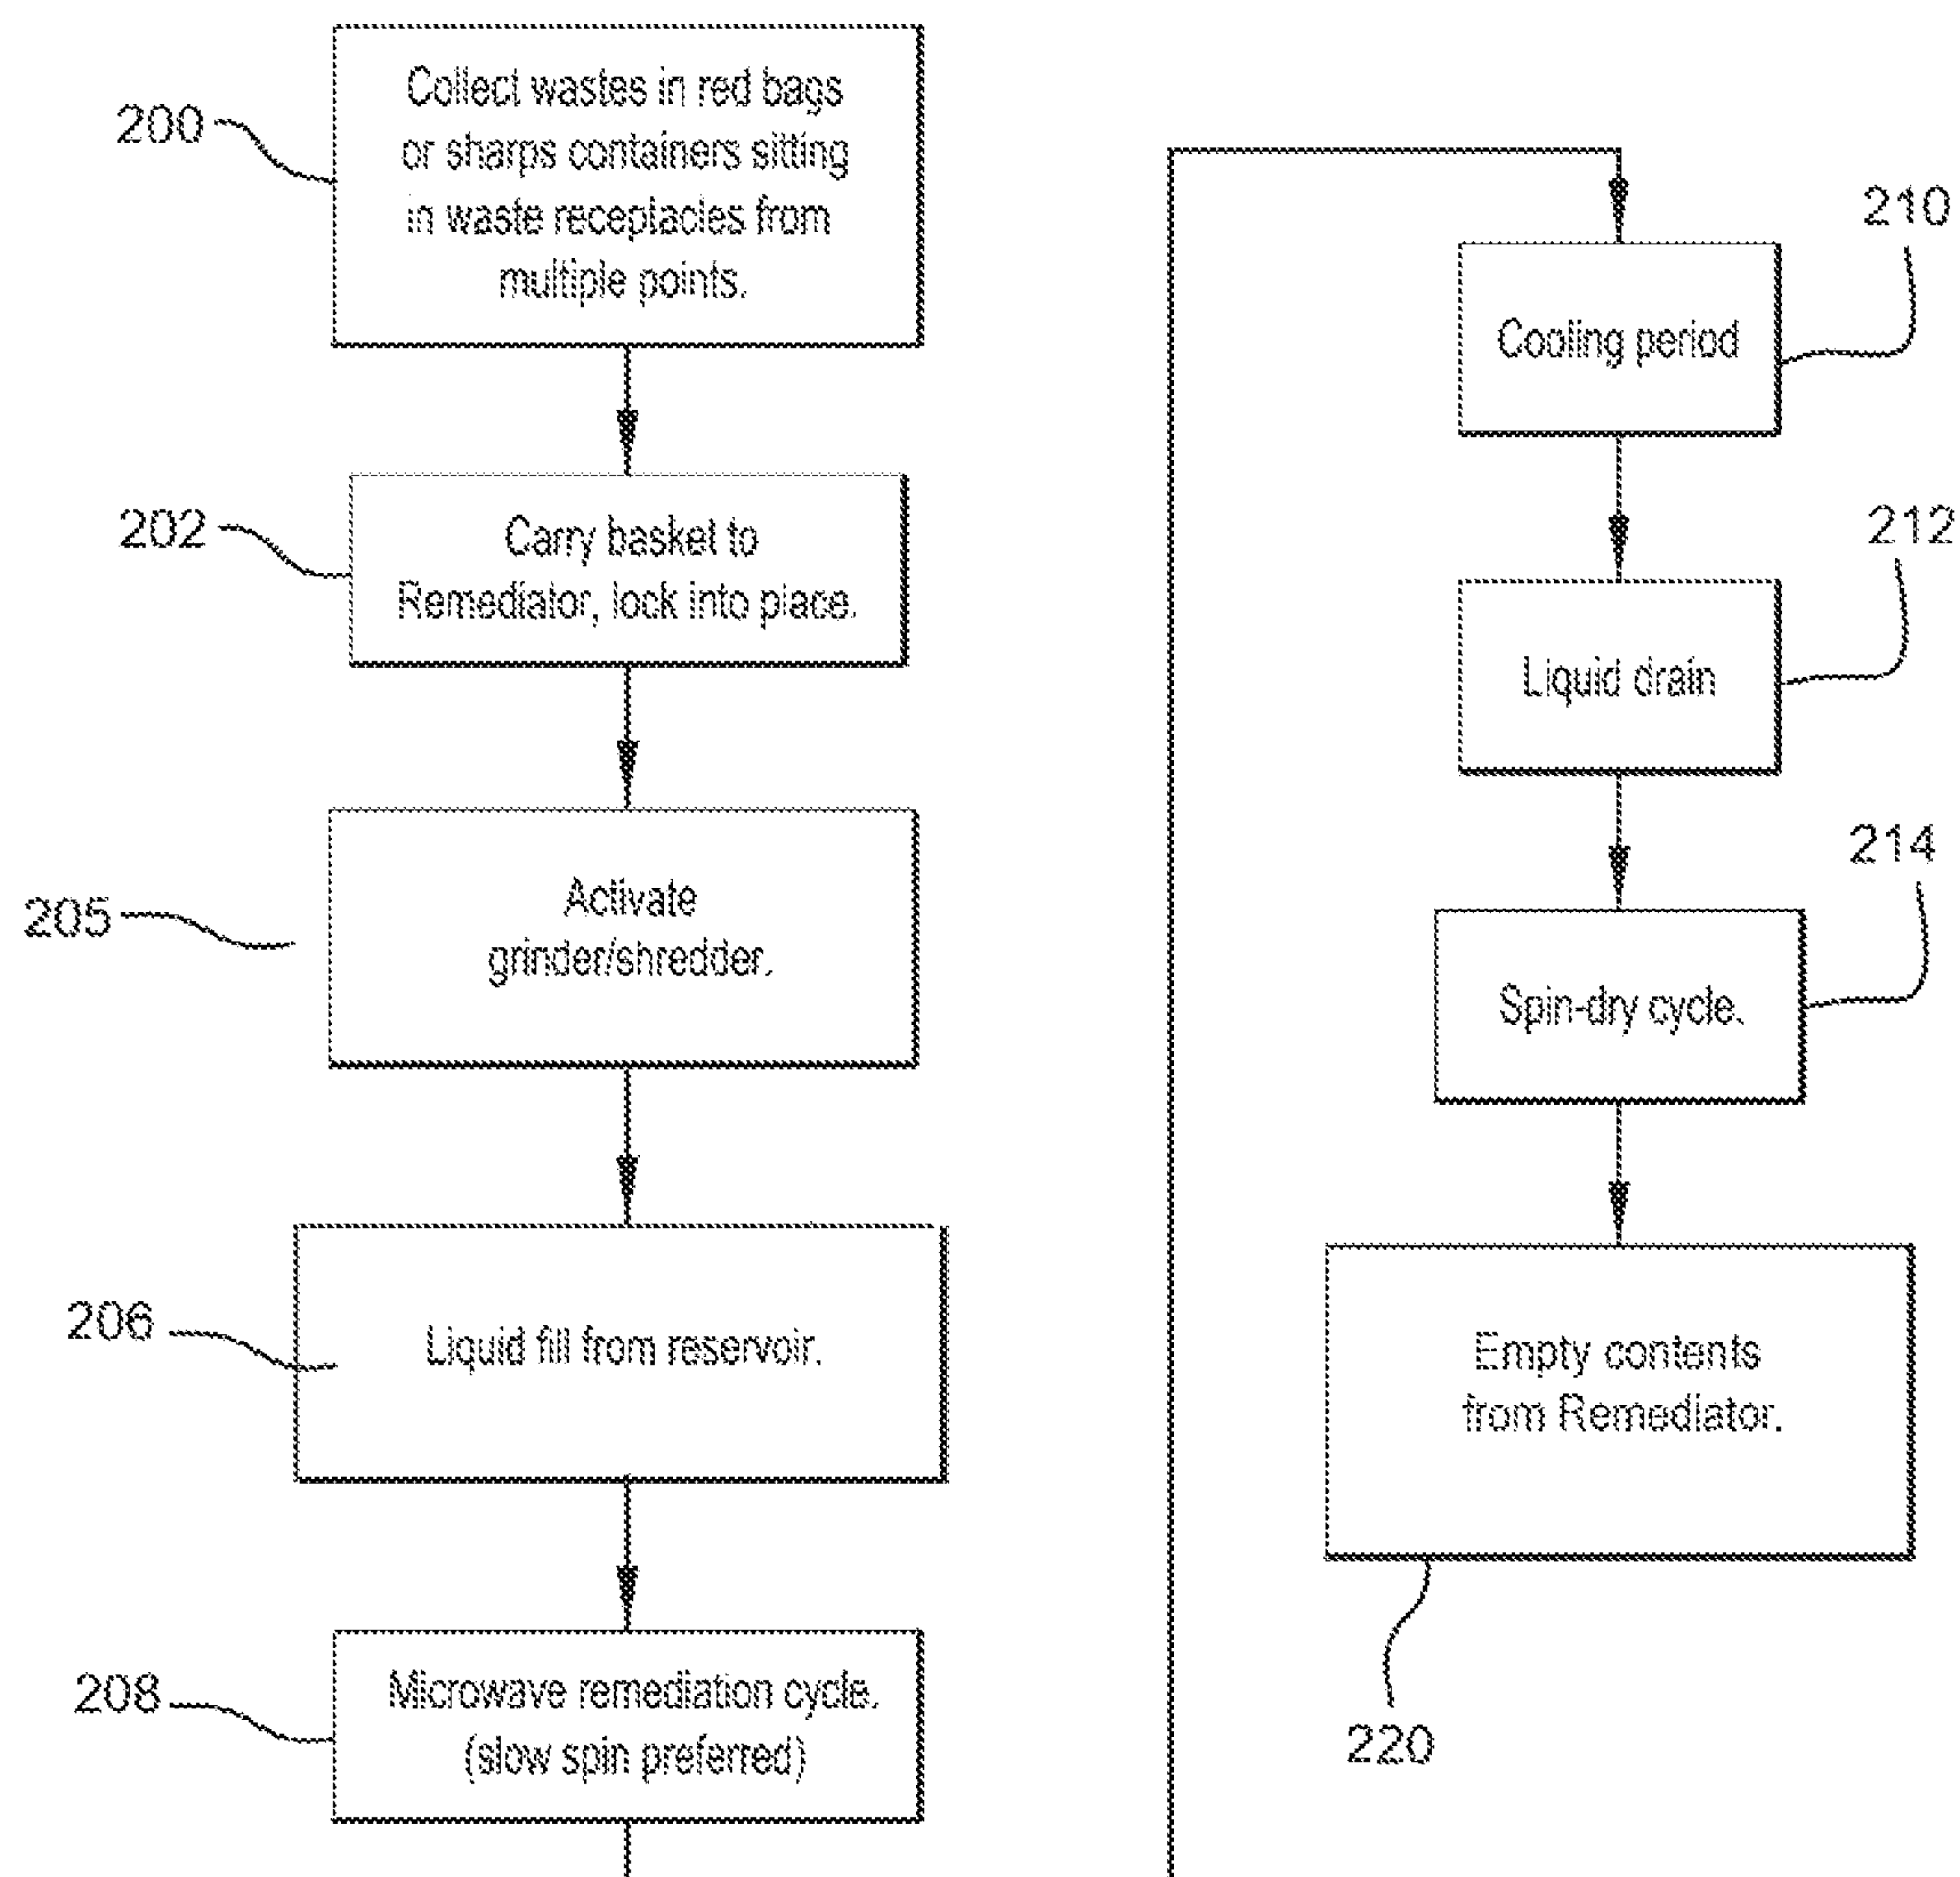 200
Collect wastes in red bags
or sharps containers sitting
in waste receptacles from
multiple points.
202
Carry basket to
Remediator, lock into place.
205
Activate
grinder/shredder.
206
Liquid fill from reservoir.
208
Microwave remediation cycle.
(slow spin preferred)
210
Cooling period
212
Liquid drain
214
Spin-dry cycle.
Empty contents
from Remediator.
220